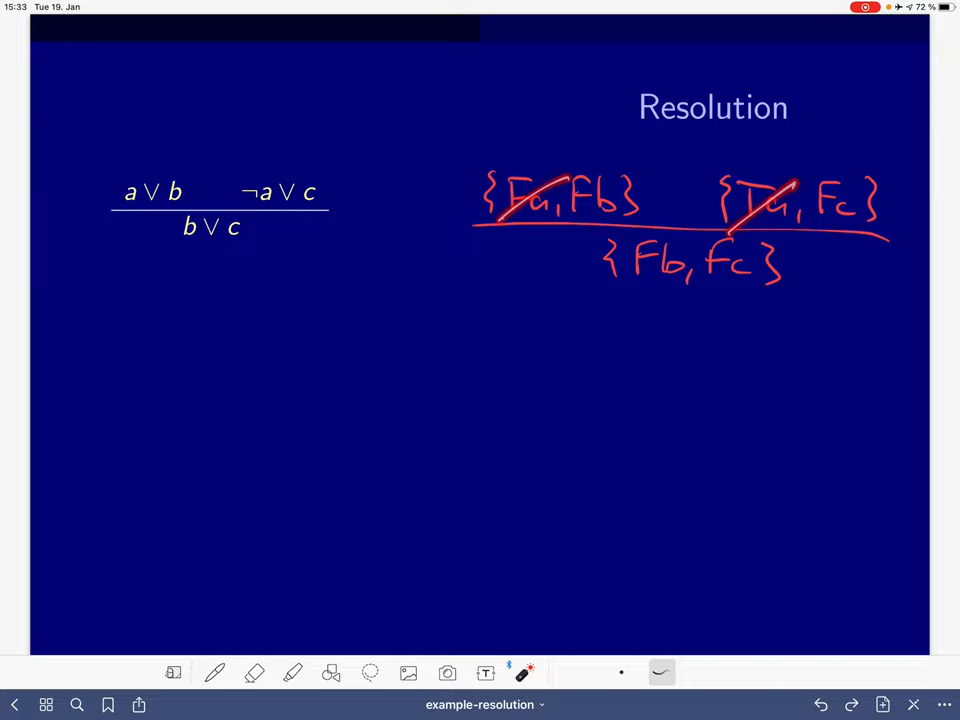 15:33 Tue 19. Jan 72 %
Resolution
a ∨ b ¬a ∨ c
b ∨ c
{Fa, Fb} {Ta, Fc}
{Fb, Fc}
T
example-resolution